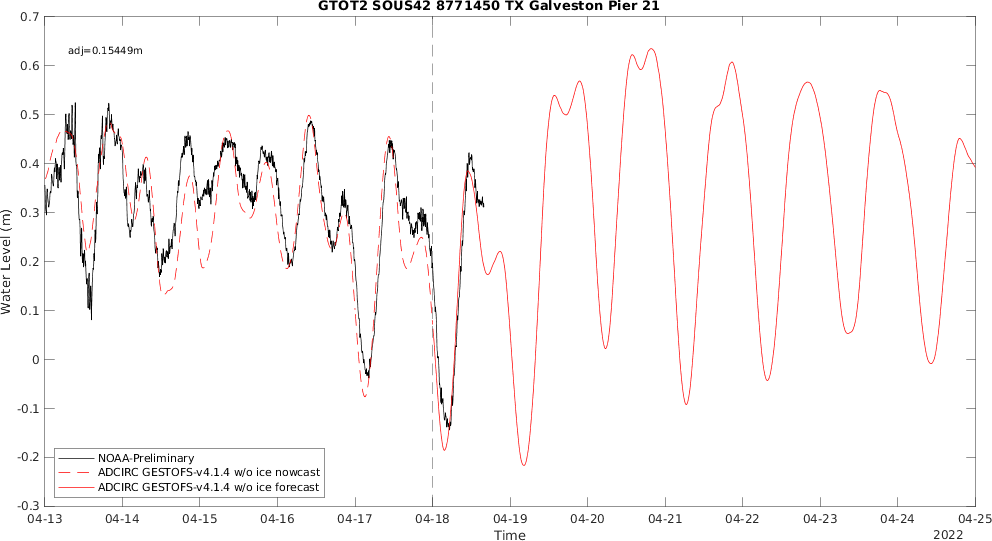 GTOT2 SOUS42 8771450 TX Galveston Pier 21
0.7
0.6
0.5
0.4
0.3
0.2
0.1
0
-0.1
-0.2
-0.3
Water Level (m)
adj=0.15449m
NOAA-Preliminary
ADCIRC GESTOFS-v4.1.4 w/o ice nowcast
ADCIRC GESTOFS-v4.1.4 w/o ice forecast
04-13 04-14 04-15 04-16 04-17 04-18 04-19 04-20 04-21 04-22 04-23 04-24 04-25
Time
2022